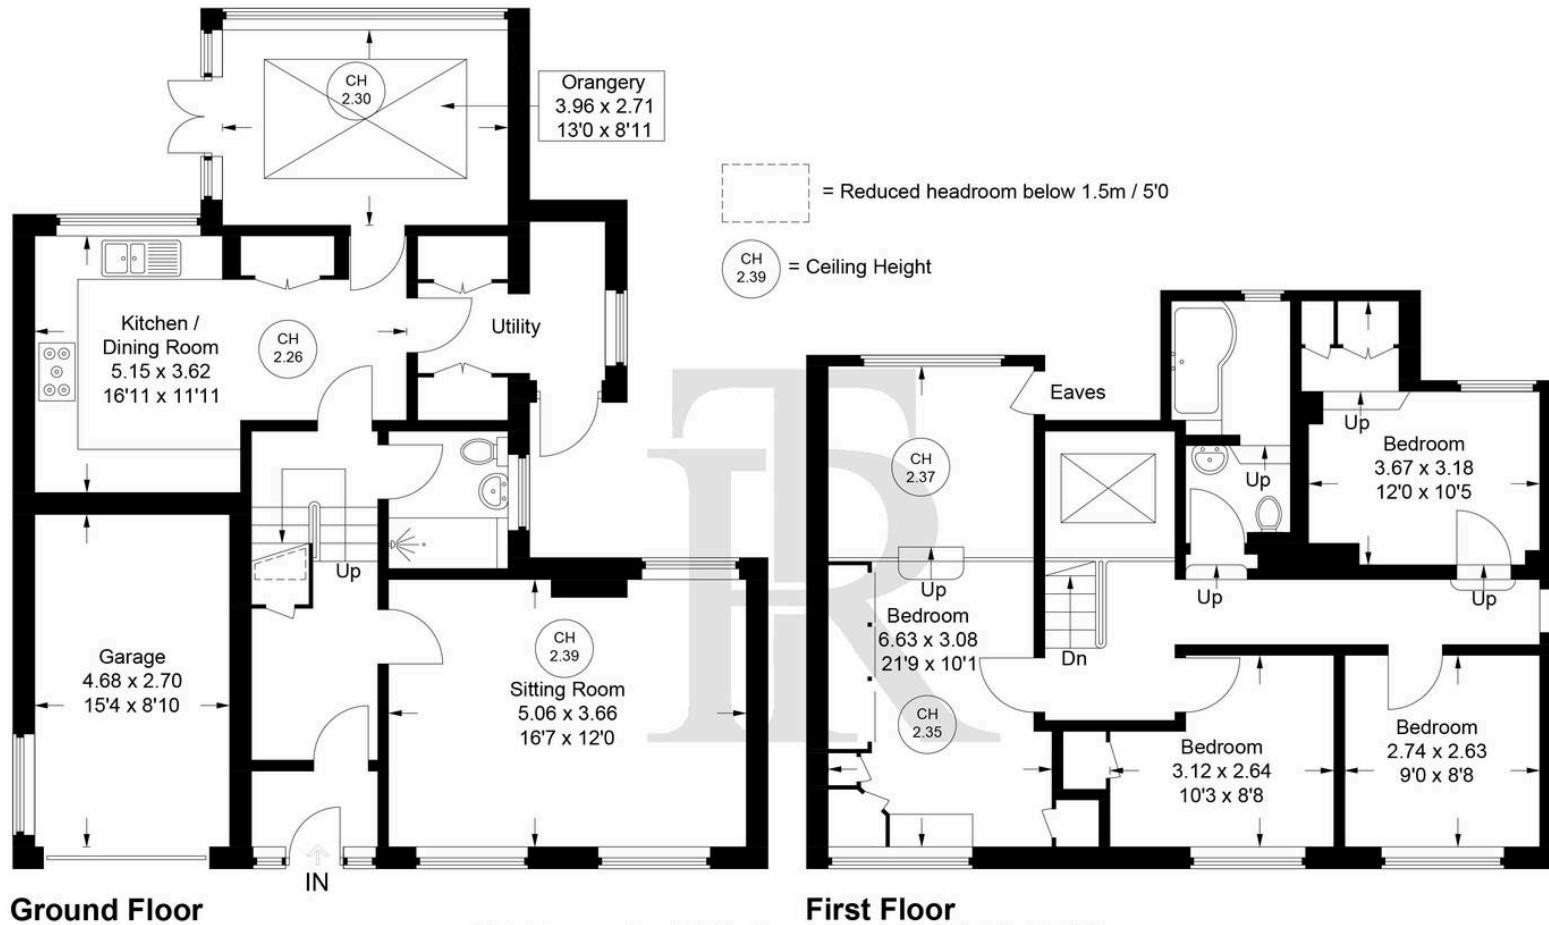 Orangery
3.96 x 2.71
13'0 x 8'11
CH
2.30
= Reduced headroom below 1.5m / 5'0
CH
2.39
= Ceiling Height
Kitchen /
Dining Room
5.15 x 3.62
16'11 x 11'11
CH
2.26
Utility
Up
Garage
4.68 x 2.70
15'4 x 8'10
CH
2.39
Sitting Room
5.06 x 3.66
16'7 x 12'0
IN
Ground Floor
Eaves
CH
2.37
Up
Bedroom
6.63 x 3.08
21'9 x 10'1
CH
2.35
Dn
Up
Up
Up
Bedroom
3.67 x 3.18
12'0 x 10'5
Up
Bedroom
3.12 x 2.64
10'3 x 8'8
Bedroom
2.74 x 2.63
9'0 x 8'8
First Floor